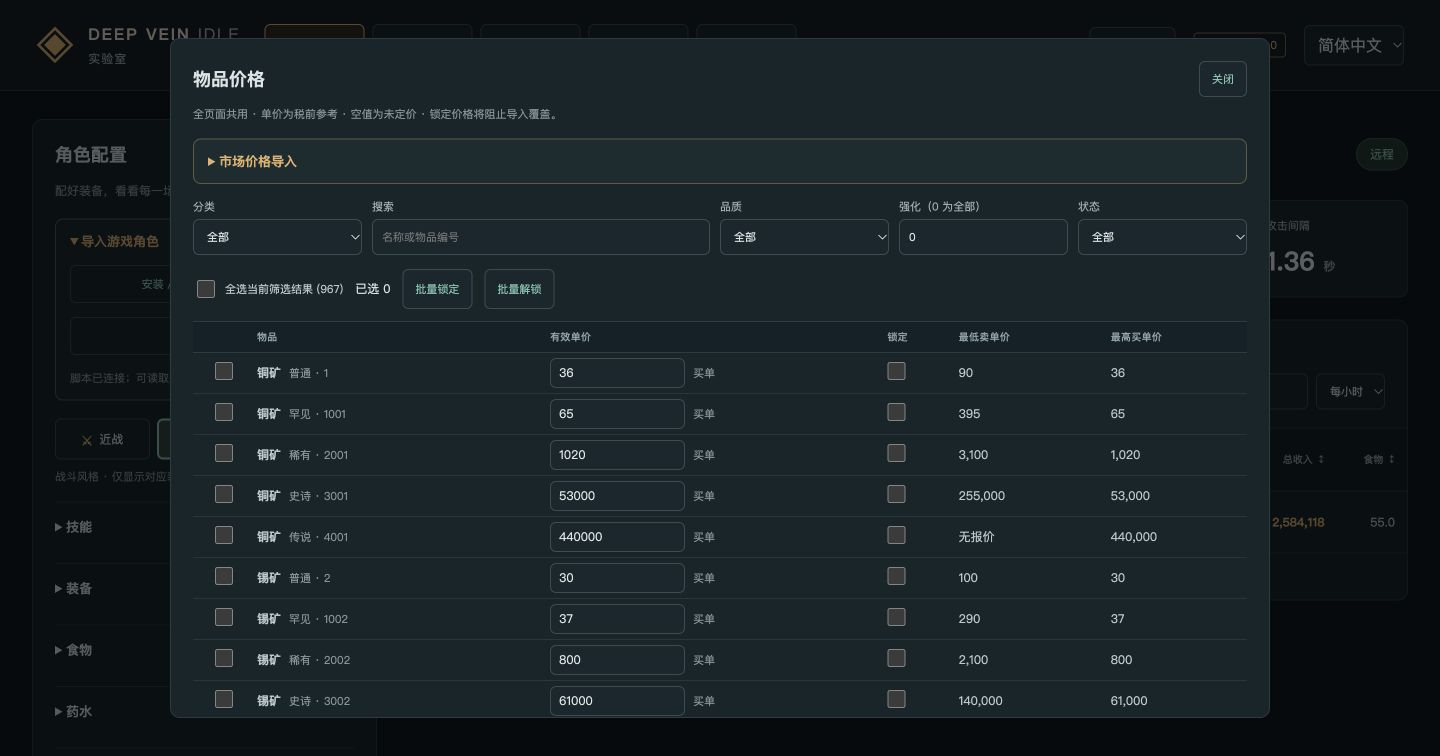 DEEP VEIN IDLE
实验室
0
简体中文
物品价格
关闭
全页面共用 · 单价为税前参考 · 空值为未定价 · 锁定价格将阻止导入覆盖。
市场价格导入
分类 搜索 品质 强化（0 为全部） 状态
全部 名称或物品编号 全部 0 全部
全选当前筛选结果 (967) 已选 0 批量锁定 批量解锁
物品 有效单价 锁定 最低卖单价 最高买单价
铜矿 普通 · 1 36 买单 90 36
铜矿 罕见 · 1001 65 买单 395 65
铜矿 稀有 · 2001 1020 买单 3,100 1,020
铜矿 史诗 · 3001 53000 买单 255,000 53,000
铜矿 传说 · 4001 440000 买单 无报价 440,000
锡矿 普通 · 2 30 买单 100 30
锡矿 罕见 · 1002 37 买单 290 37
锡矿 稀有 · 2002 800 买单 2,100 800
锡矿 史诗 · 3002 61000 买单 140,000 61,000
角色配置
配好装备，看看每一
导入游戏角色
安装 /
脚本已连接；可读取
近战
战斗风格 · 仅显示对应
技能
装备
食物
药水
远程
攻击间隔
1.36 秒
每小时
总收入 ↕ 食物 ↕
2,584,118 55.0